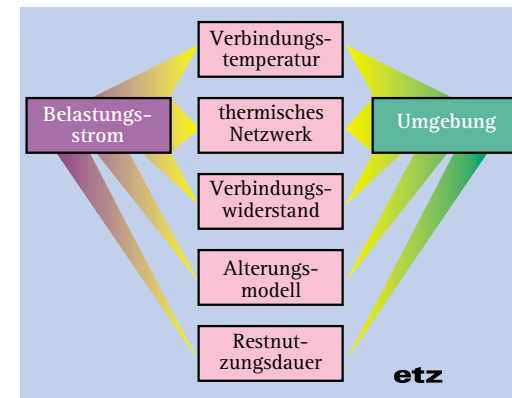 Verbindungs-
temperatur
Belastungs-
strom
thermisches
Netzwerk
Umgebung
Verbindungs-
widerstand
Alterungs-
modell
Restnut-
zungsdauer
etz